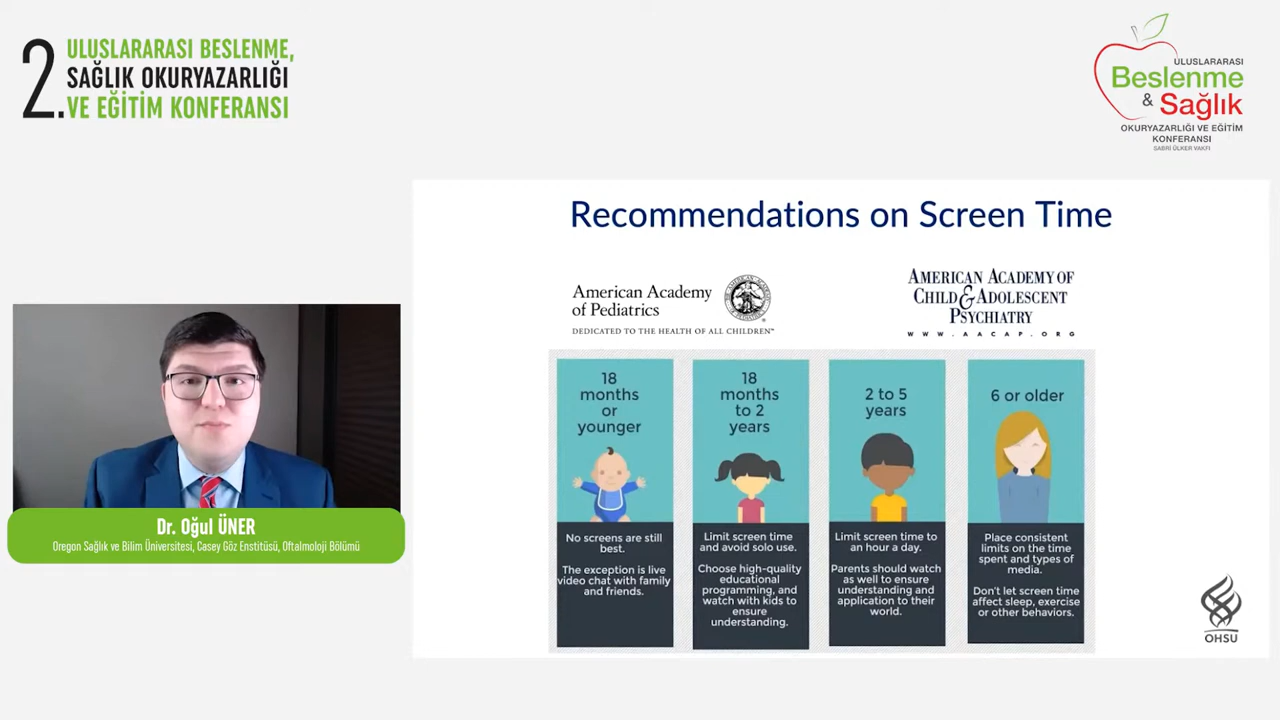 2.
ULUSLARARASI BESLENME,
SAĞLIK OKURYAZARLIĞI
VE EĞİTİM KONFERANSI
ULUSLARARASI
Beslenme
& Sağlık
OKURYAZARLIĞI VE EĞİTİM
KONFERANSI
SABRİ ÜLKER VAKFI
Recommendations on Screen Time
American Academy
of Pediatrics
DEDICATED TO THE HEALTH OF ALL CHILDREN™
AMERICAN ACADEMY OF
CHILD & ADOLESCENT
PSYCHIATRY
WWW.AACAP.ORG
18
months
or
younger
No screens are still
best.
The exception is live
video chat with family
and friends.
18
months
to 2
years
Limit screen time
and avoid solo use.
Choose high-quality
educational
programming, and
watch with kids to
ensure
understanding.
2 to 5
years
Limit screen time to
an hour a day.
Parents should watch
as well to ensure
understanding and
application to their
world.
6 or older
Place consistent
limits on the time
spent and types of
media.
Don't let screen time
affect sleep, exercise
or other behaviors.
OHSU
Dr. Oğul ÜNER
Oregon Sağlık ve Bilim Üniversitesi, Casey Göz Enstitüsü, Oftalmoloji Bölümü